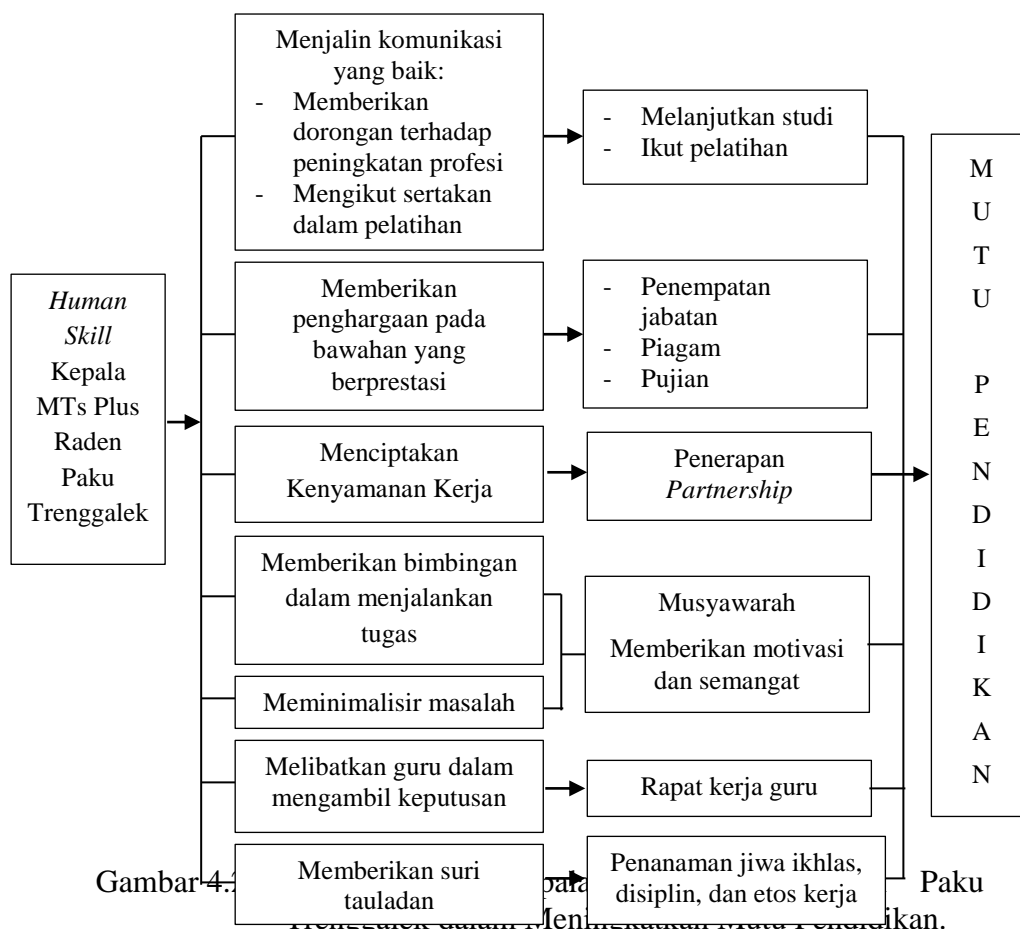 Menjalin komunikasi
yang baik:
- Memberikan
dorongan terhadap
peningkatan profesi
- Mengikut sertakan
dalam pelatihan
- Melanjutkan studi
- Ikut pelatihan
Human
Skill
Kepala
MTs Plus
Raden
Paku
Trenggalek
Memberikan
penghargaan pada
bawahan yang
berprestasi
- Penempatan
jabatan
- Piagam
- Pujian
Menciptakan
Kenyamanan Kerja
Penerapan
Partnership
Memberikan bimbingan
dalam menjalankan
tugas
Meminimalisir masalah
Musyawarah
Memberikan motivasi
dan semangat
Melibatkan guru dalam
mengambil keputusan
Rapat kerja guru
Memberikan suri
tauladan
Penanaman jiwa ikhlas,
disiplin, dan etos kerja
M
U
T
U
P
E
N
D
I
D
I
K
A
N
Gambar 4. Paku
Trenggalek dalam Meningkatkan Mutu Pendidikan.